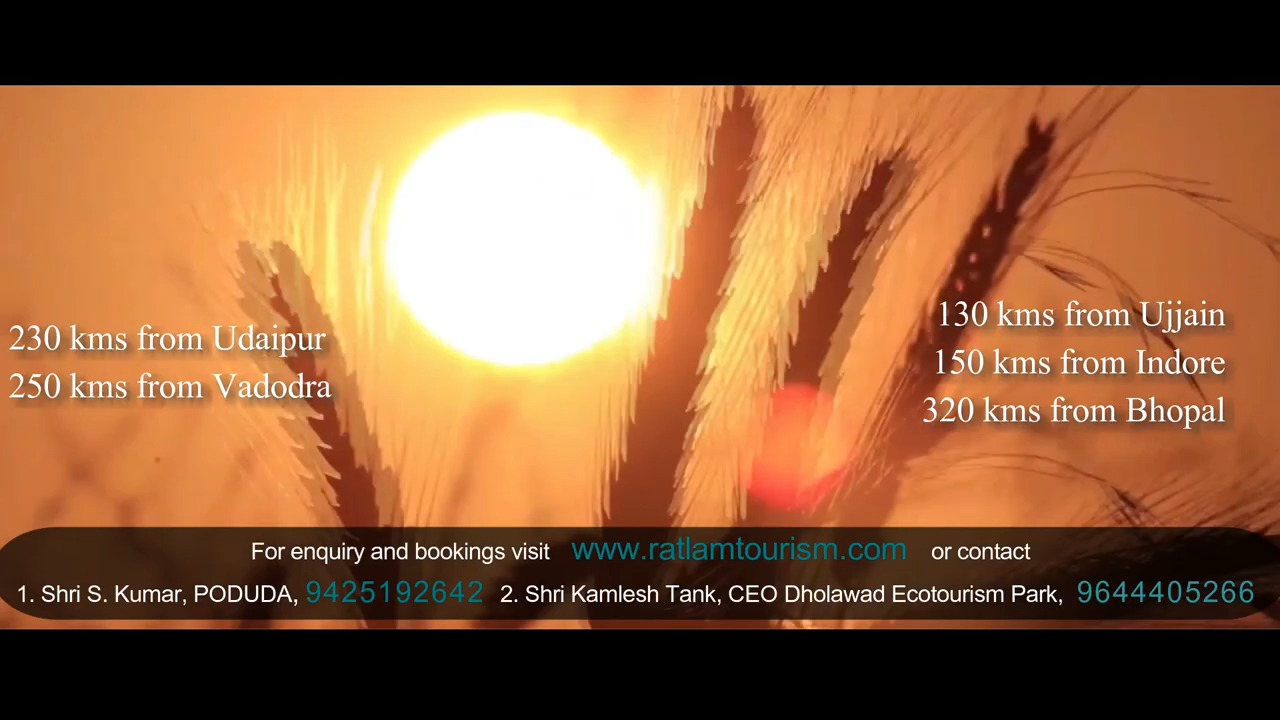 230 kms from Udaipur
250 kms from Vadodra
130 kms from Ujjain
150 kms from Indore
320 kms from Bhopal
For enquiry and bookings visit www.ratlamtourism.com or contact
1. Shri S. Kumar, PODUDA, 9425192642 2. Shri Kamlesh Tank, CEO Dholawad Ecotourism Park, 9644405266